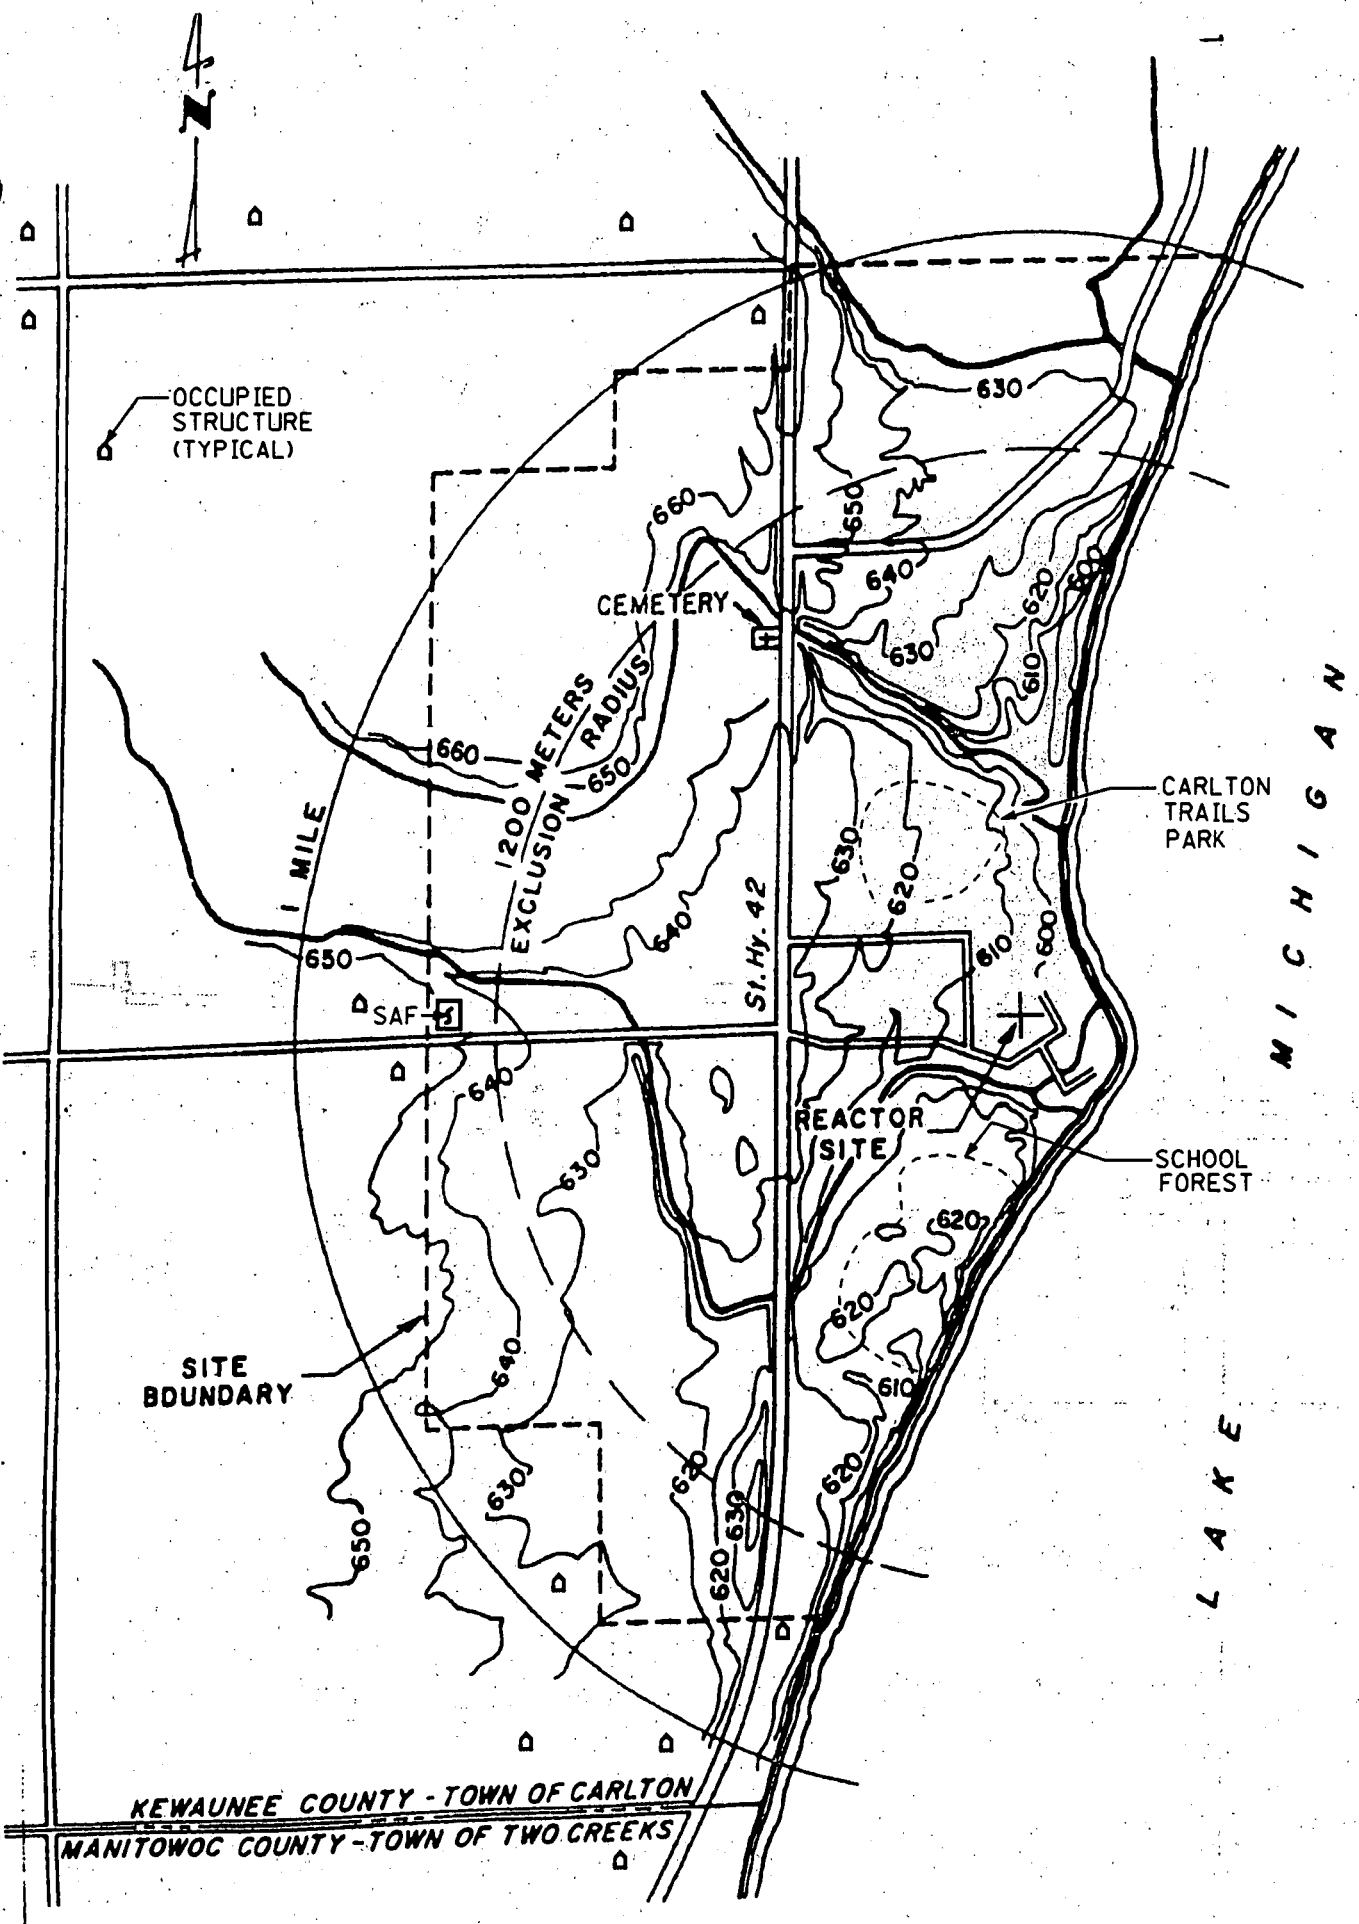 N
OCCUPIED
STRUCTURE
(TYPICAL)
630
660
650
640
620
600
CEMETERY
630
610
1200 METERS
EXCLUSION RADIUS
660
650
1 MILE
CARLTON
TRAILS
PARK
630
620
640
St. Hy. 42
610
600
650
SAF
S
640
REACTOR
SITE
630
SCHOOL
FOREST
620
620
SITE
BOUNDARY
640
610
620
620
630
630
650
620
LAKE MICHIGAN
KEWAUNEE COUNTY - TOWN OF CARLTON
MANITOWOC COUNTY - TOWN OF TWO CREEKS